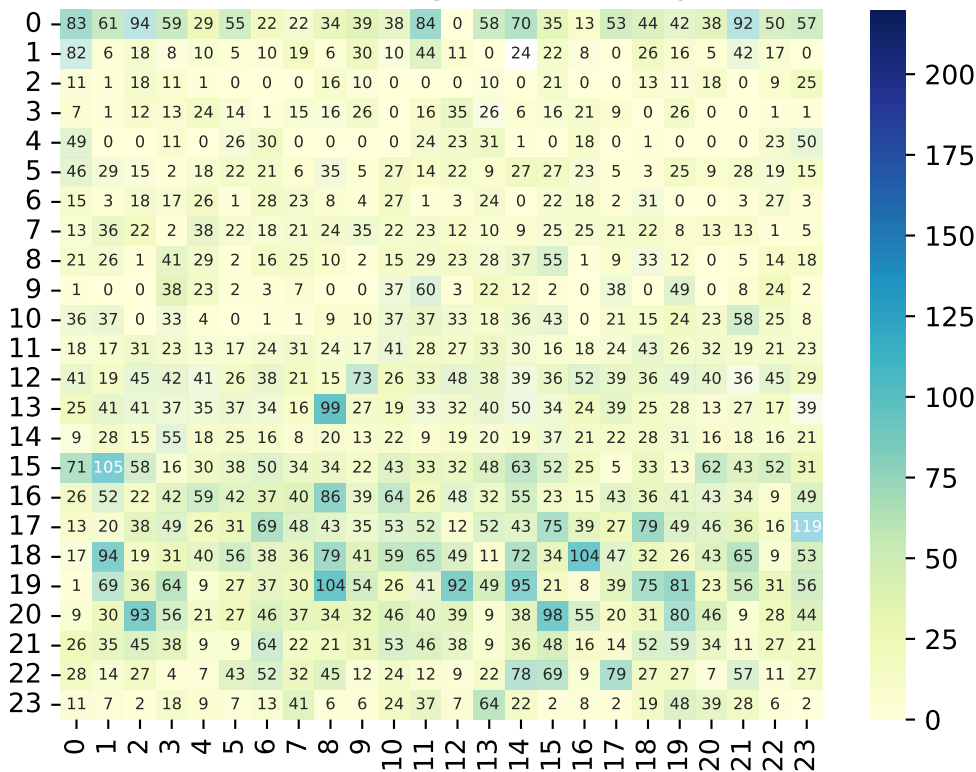 0 83 61 94 59 29 55 22 22 34 39 38 84 0 58 70 35 13 53 44 42 38 92 50 57
1 82 6 18 8 10 5 10 19 6 30 10 44 11 0 24 22 8 0 26 16 5 42 17 0
2 11 1 18 11 1 0 0 0 16 10 0 0 0 10 0 21 0 0 13 11 18 0 9 25
3 7 1 12 13 24 14 1 15 16 26 0 16 35 26 6 16 21 9 0 26 0 0 1 1
4 49 0 0 11 0 26 30 0 0 0 0 24 23 31 1 0 18 0 1 0 0 0 23 50
5 46 29 15 2 18 22 21 6 35 5 27 14 22 9 27 27 23 5 3 25 9 28 19 15
6 15 3 18 17 26 1 28 23 8 4 27 1 3 24 0 22 18 2 31 0 0 3 27 3
7 13 36 22 2 38 22 18 21 24 35 22 23 12 10 9 25 25 21 22 8 13 13 1 5
8 21 26 1 41 29 2 16 25 10 2 15 29 23 28 37 55 1 9 33 12 0 5 14 18
9 1 0 0 38 23 2 3 7 0 0 37 60 3 22 12 2 0 38 0 49 0 8 24 2
10 36 37 0 33 4 0 1 1 9 10 37 37 33 18 36 43 0 21 15 24 23 58 25 8
11 18 17 31 23 13 17 24 31 24 17 41 28 27 33 30 16 18 24 43 26 32 19 21 23
12 41 19 45 42 41 26 38 21 15 73 26 33 48 38 39 36 52 39 36 49 40 36 45 29
13 25 41 41 37 35 37 34 16 99 27 19 33 32 40 50 34 24 39 25 28 13 27 17 39
14 9 28 15 55 18 25 16 8 20 13 22 9 19 20 19 37 21 22 28 31 16 18 16 21
15 71 105 58 16 30 38 50 34 34 22 43 33 32 48 63 52 25 5 33 13 62 43 52 31
16 26 52 22 42 59 42 37 40 86 39 64 26 48 32 55 23 15 43 36 41 43 34 9 49
17 13 20 38 49 26 31 69 48 43 35 53 52 12 52 43 75 39 27 79 49 46 36 16 119
18 17 94 19 31 40 56 38 36 79 41 59 65 49 11 72 34 104 47 32 26 43 65 9 53
19 1 69 36 64 9 27 37 30 104 54 26 41 92 49 95 21 8 39 75 81 23 56 31 56
20 9 30 93 56 21 27 46 37 34 32 46 40 39 9 38 98 55 20 31 80 46 9 28 44
21 26 35 45 38 9 9 64 22 21 31 53 46 38 9 36 48 16 14 52 59 34 11 27 21
22 28 14 27 4 7 43 52 32 45 12 24 12 9 22 78 69 9 79 27 27 7 57 11 27
23 11 7 2 18 9 7 13 41 6 6 24 37 7 64 22 2 8 2 19 48 39 28 6 2
0 1 2 3 4 5 6 7 8 9 10 11 12 13 14 15 16 17 18 19 20 21 22 23
200
175
150
125
100
75
50
25
0